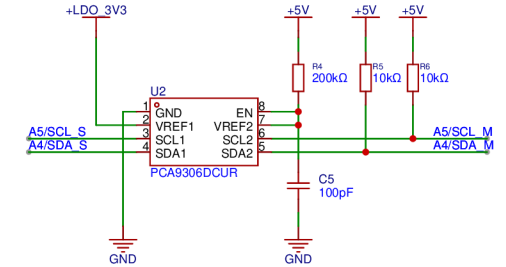 +LDO_3V3
+5V
+5V
+5V
R4
200kΩ
R5
10kΩ
R6
10kΩ
U2
1 GND EN 8
2 VREF1 VREF2 7
A5/SCL_S 3 SCL1 SCL2 6 A5/SCL_M
A4/SDA_S 4 SDA1 SDA2 5 A4/SDA_M
PCA9306DCUR
C5
100pF
GND
GND